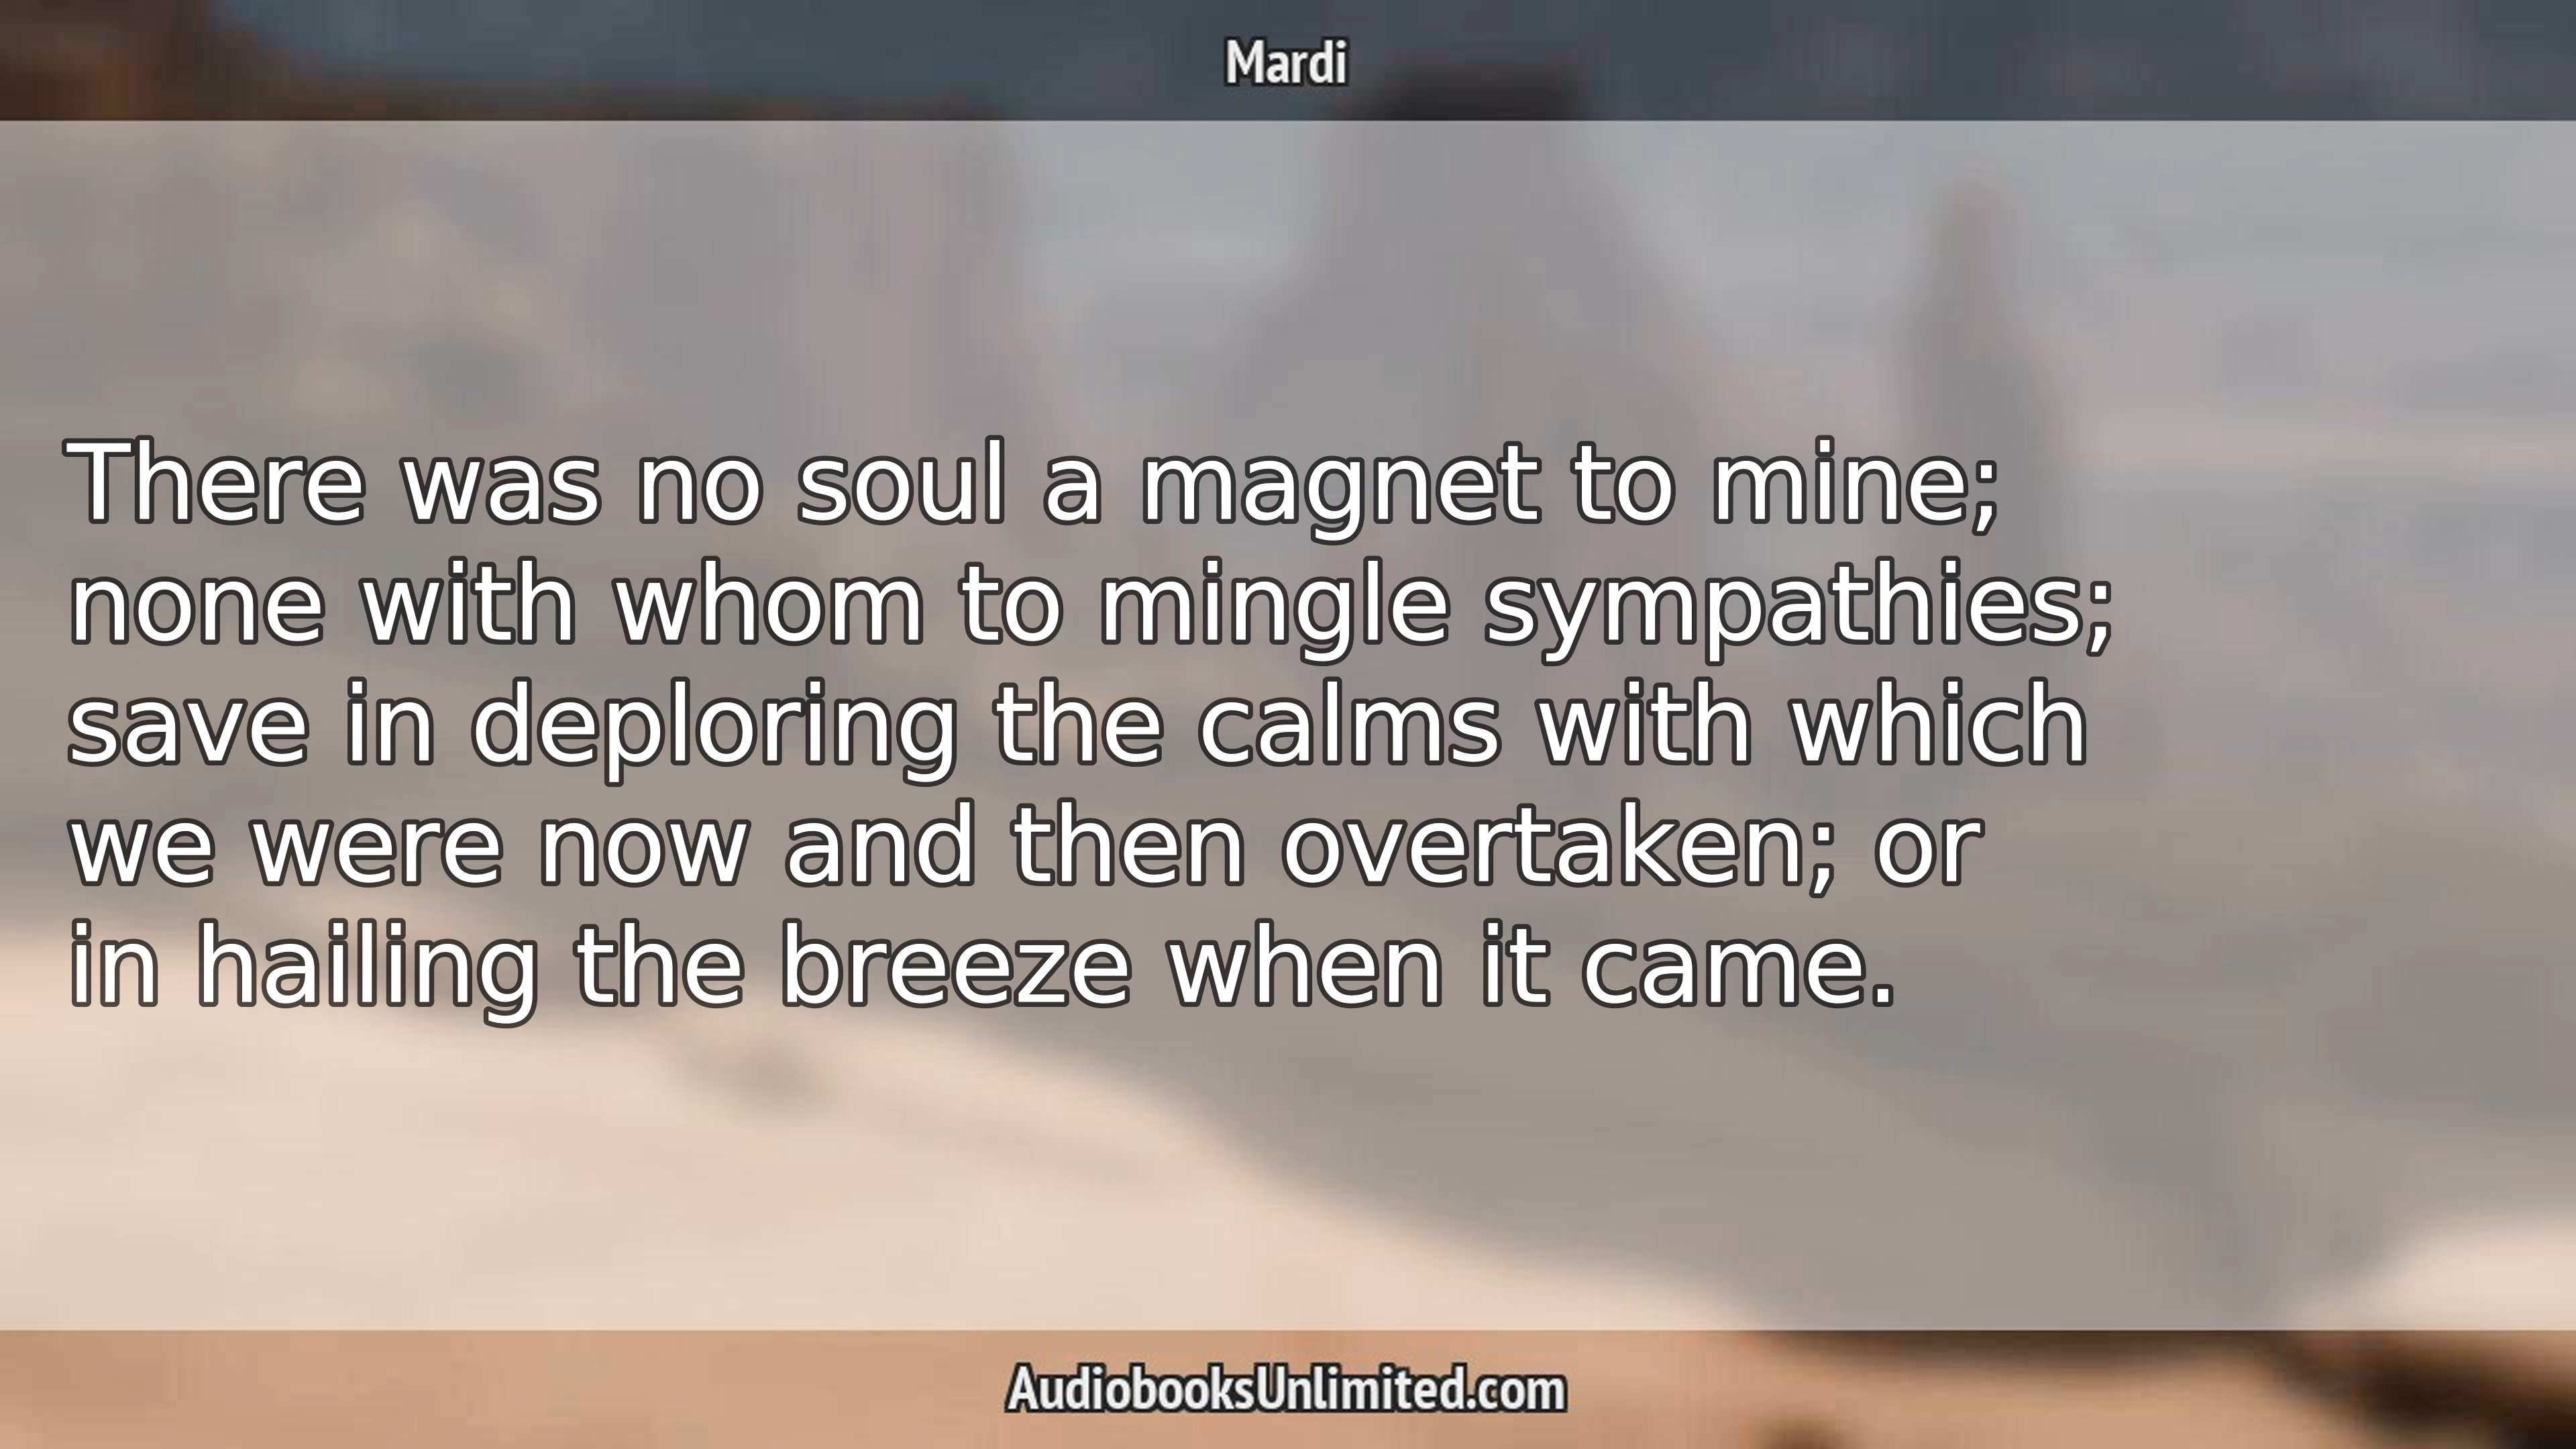 Mardi
There was no soul a magnet to mine;
none with whom to mingle sympathies;
save in deploring the calms with which
we were now and then overtaken; or
in hailing the breeze when it came.
AudiobooksUnlimited.com